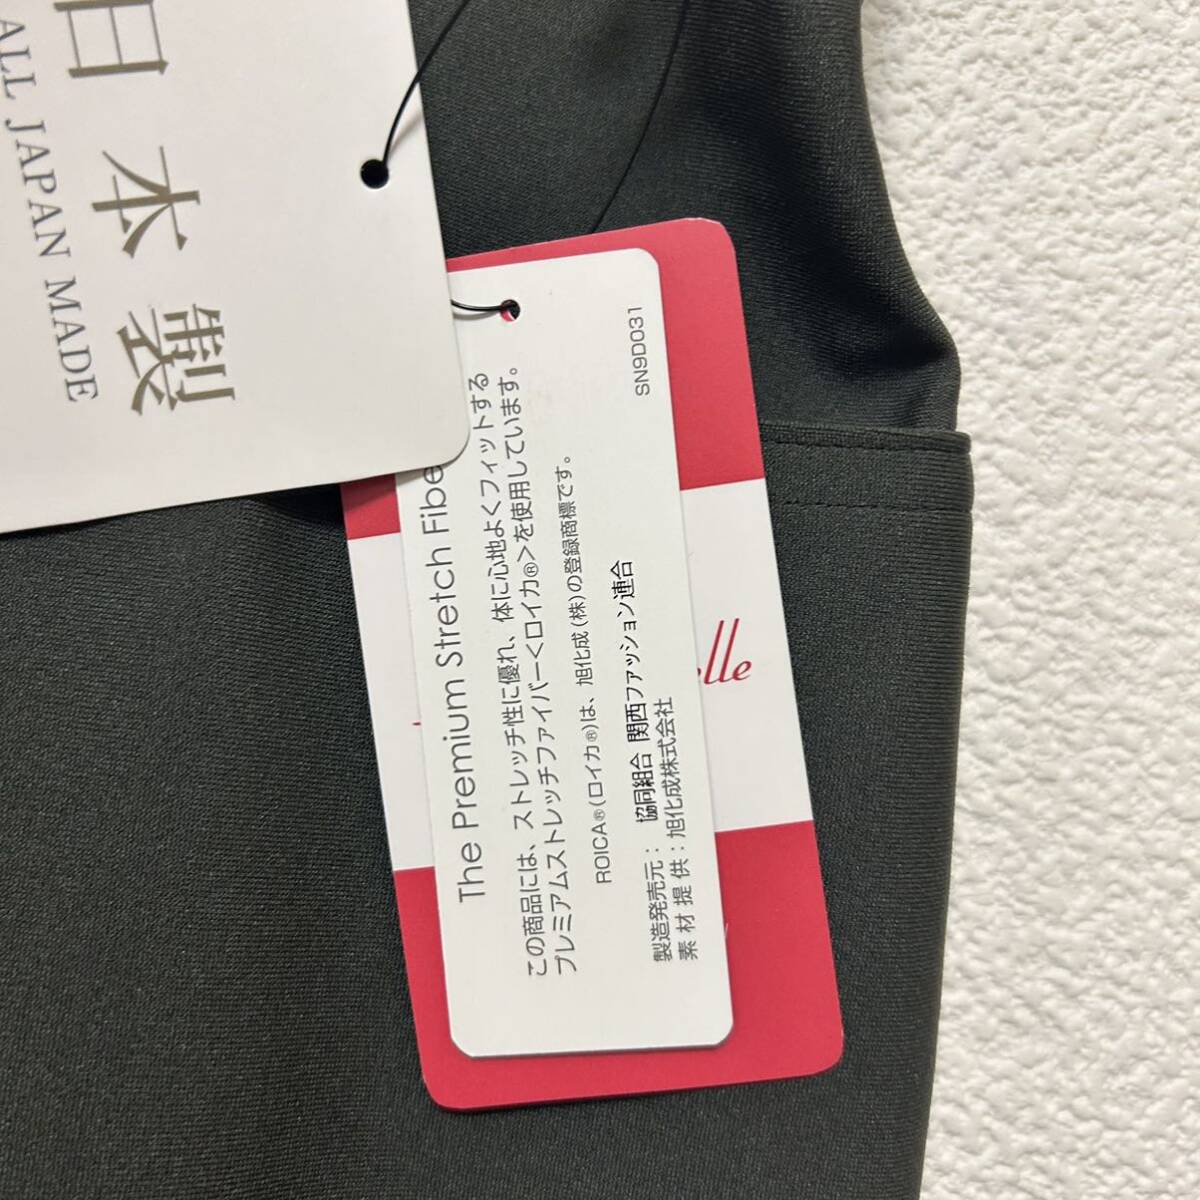 日本製
ALL JAPAN MADE
The Premium Stretch Fibe
この商品には、ストレッチ性に優れ、体に心地よくフィットする
プレミアムストレッチファイバー<ロイカ®>を使用しています。
ROICA®(ロイカ®)は、旭化成(株)の登録商標です。
製造発売元： 協同組合 関西ファッション連合
素材提供：旭化成株式会社
SN9D031
elle